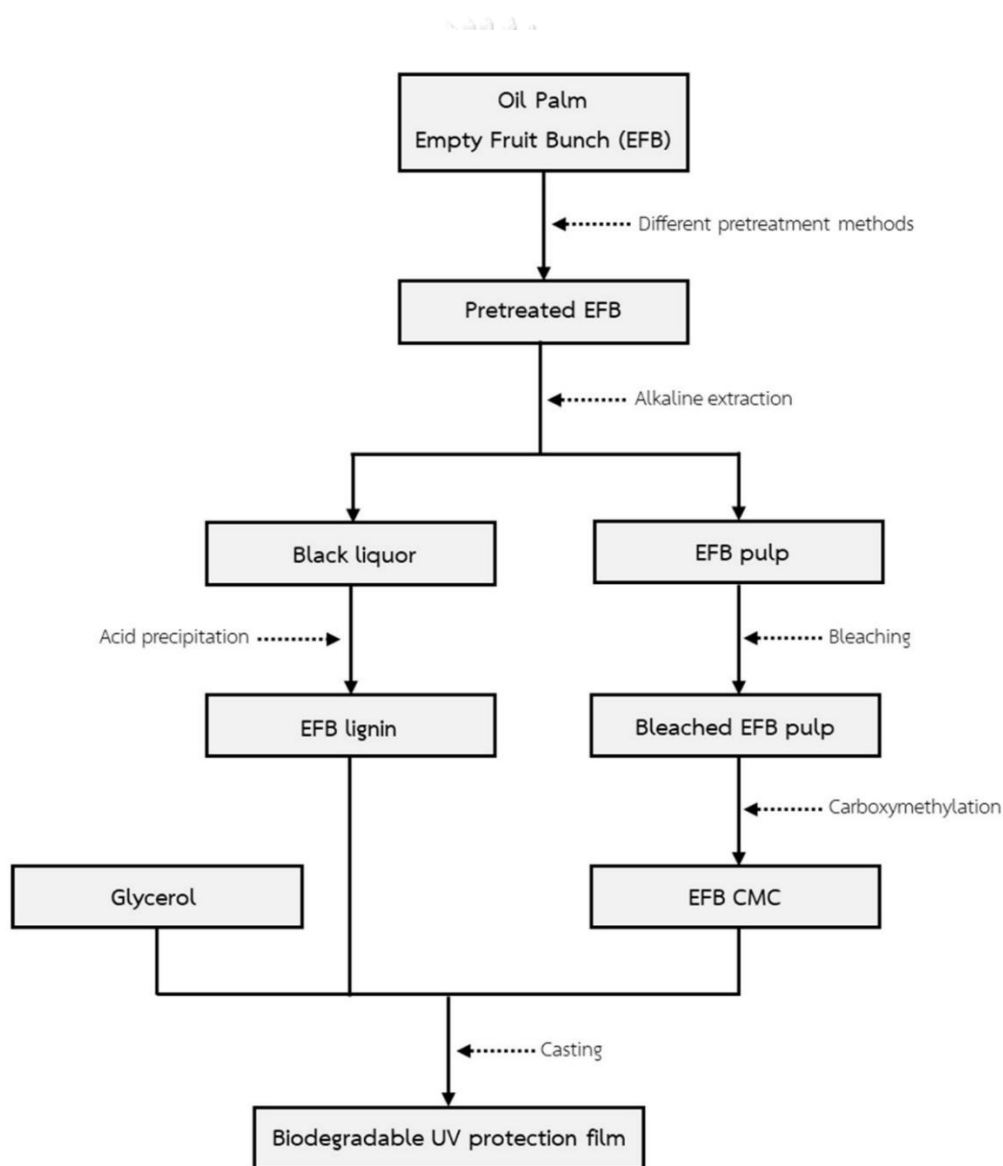 Oil Palm
Empty Fruit Bunch (EFB)
Different pretreatment methods
Pretreated EFB
Alkaline extraction
Black liquor
EFB pulp
Acid precipitation
Bleaching
EFB lignin
Bleached EFB pulp
Carboxymethylation
Glycerol
EFB CMC
Casting
Biodegradable UV protection film